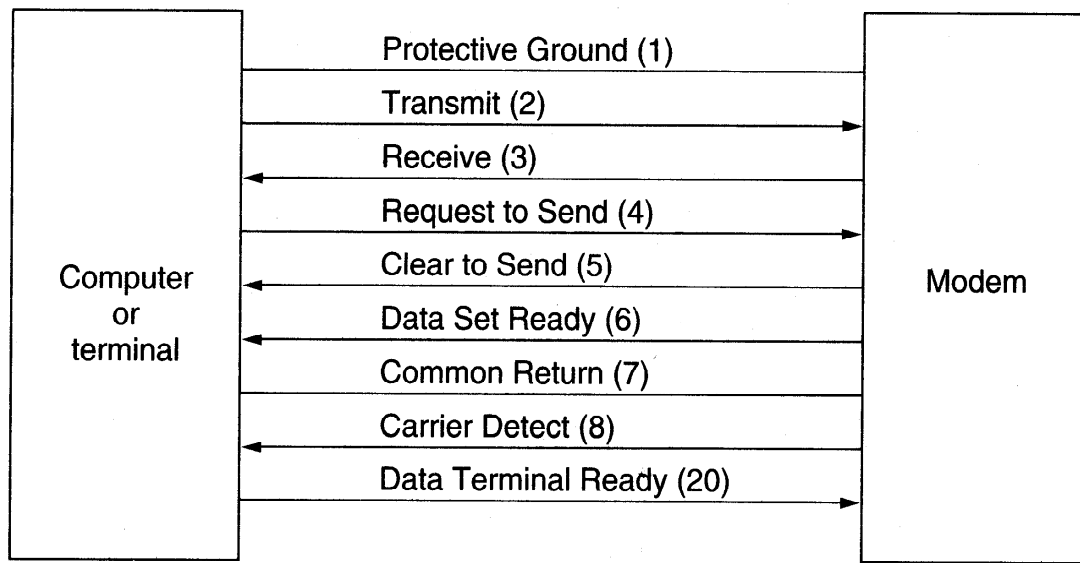 Protective Ground (1)
Transmit (2)
Receive (3)
Request to Send (4)
Clear to Send (5)
Data Set Ready (6)
Common Return (7)
Carrier Detect (8)
Data Terminal Ready (20)
Computer
or
terminal
Modem